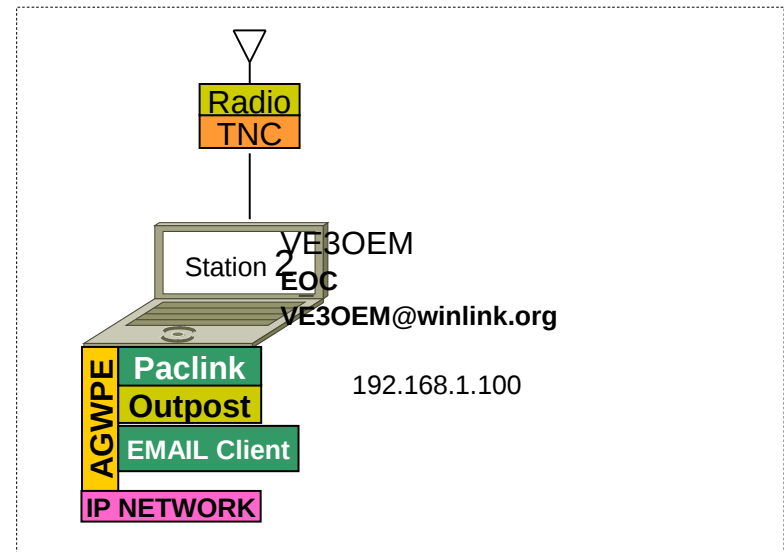 Radio
TNC
Station 2
VE3OEM
EOC
VE3OEM@winlink.org
192.168.1.100
AGWPE
Paclink
Outpost
EMAIL Client
IP NETWORK